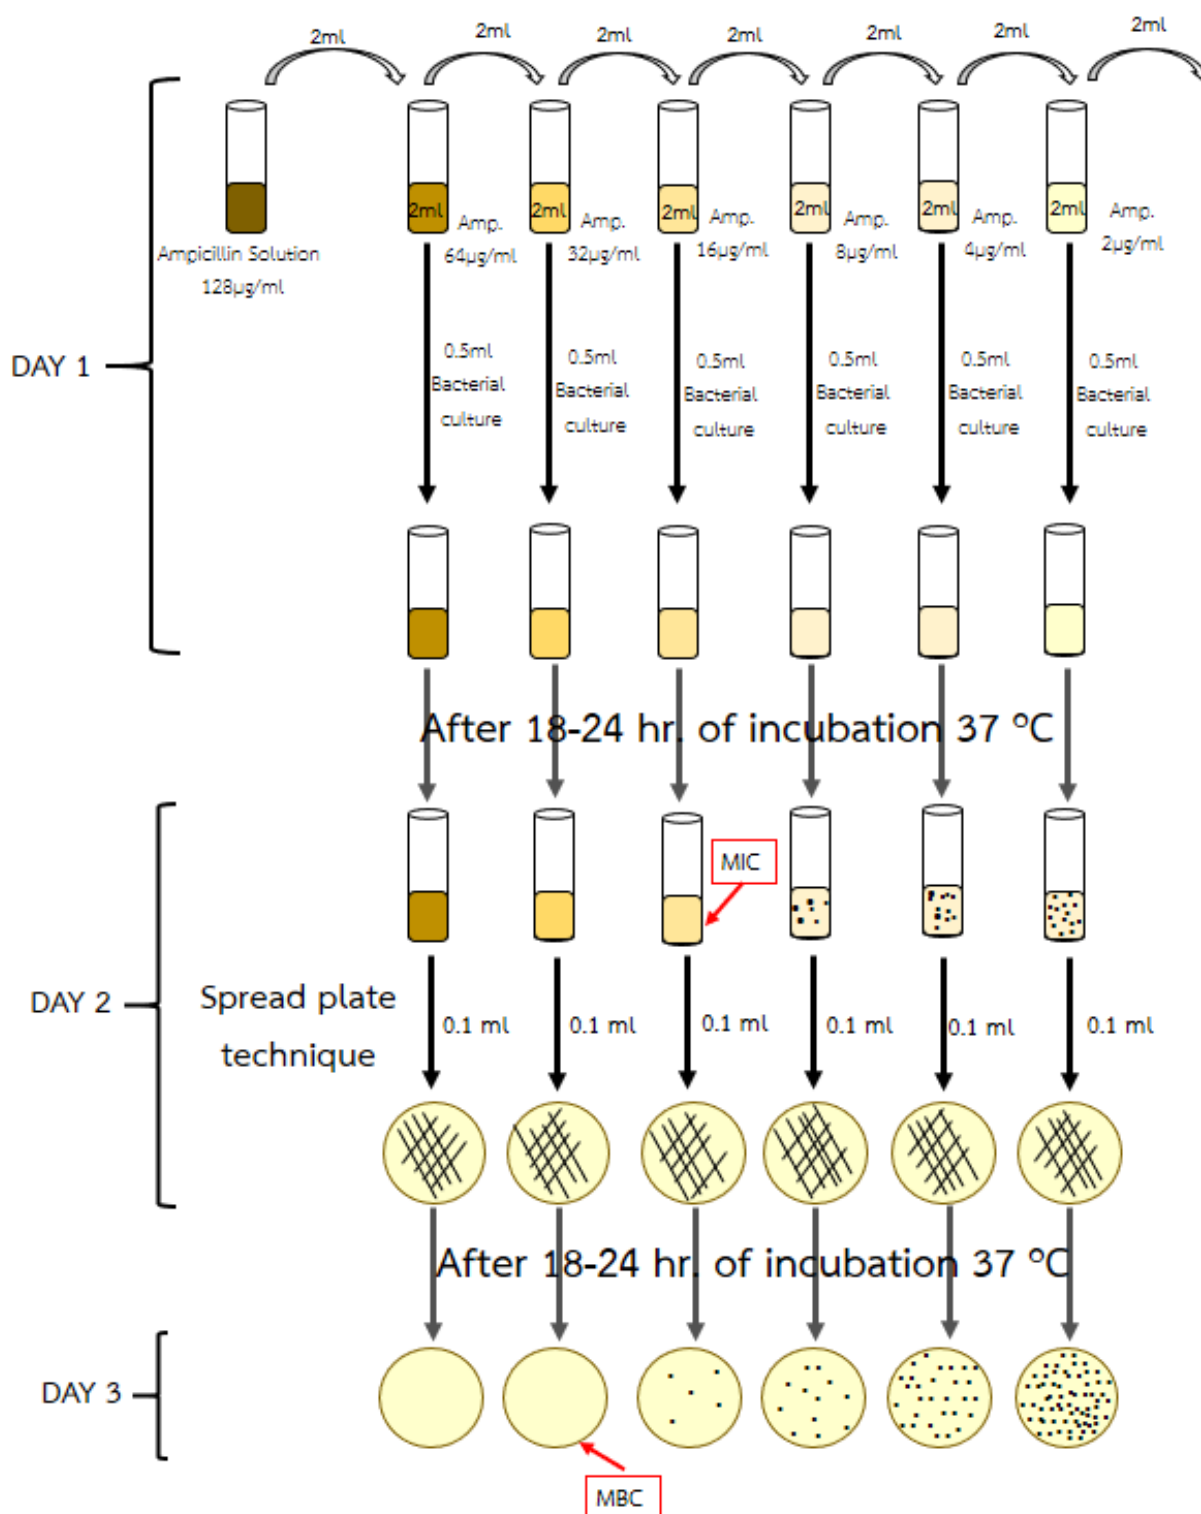 2ml
2ml
2ml
2ml
2ml
2ml
2ml
2ml
2ml
2ml
2ml
2ml
2ml
Ampicillin Solution
128µg/ml
Amp.
64µg/ml
Amp.
32µg/ml
Amp.
16µg/ml
Amp.
8µg/ml
Amp.
4µg/ml
Amp.
2µg/ml
DAY 1
0.5ml
Bacterial
culture
0.5ml
Bacterial
culture
0.5ml
Bacterial
culture
0.5ml
Bacterial
culture
0.5ml
Bacterial
culture
0.5ml
Bacterial
culture
After 18-24 hr. of incubation 37 °C
MIC
DAY 2
Spread plate
technique
0.1 ml
0.1 ml
0.1 ml
0.1 ml
0.1 ml
0.1 ml
After 18-24 hr. of incubation 37 °C
DAY 3
MBC